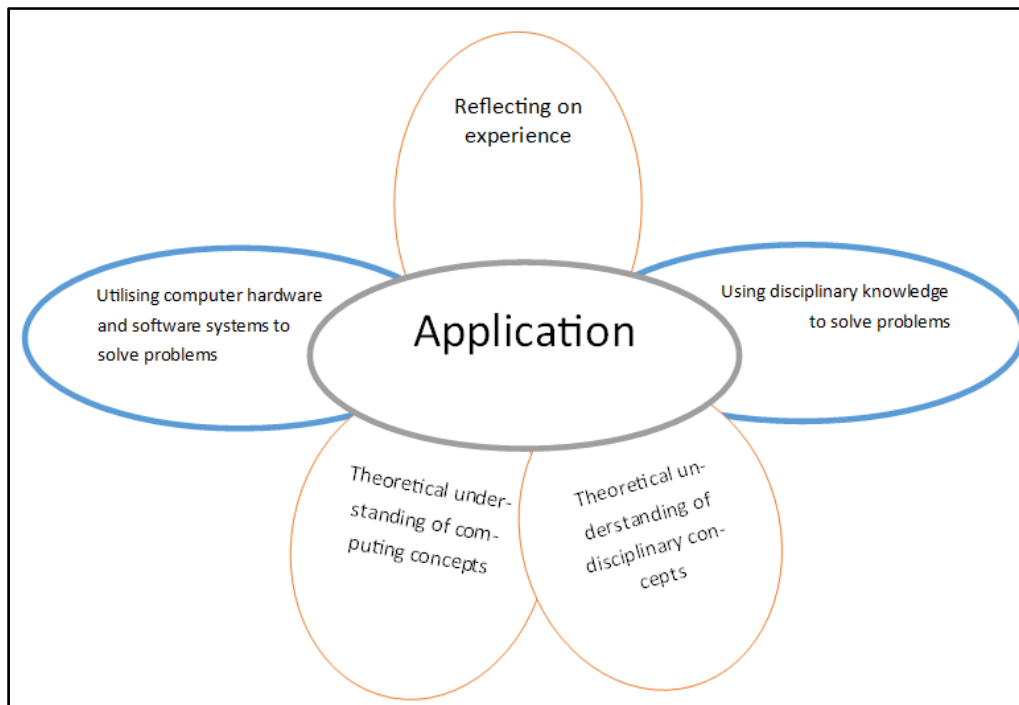 Reflecting on
experience
Utilising computer hardware
and software systems to
solve problems
Application
Using disciplinary knowledge
to solve problems
Theoretical under-
standing of com-
puting concepts
Theoretical un-
derstanding of
disciplinary con-
cepts